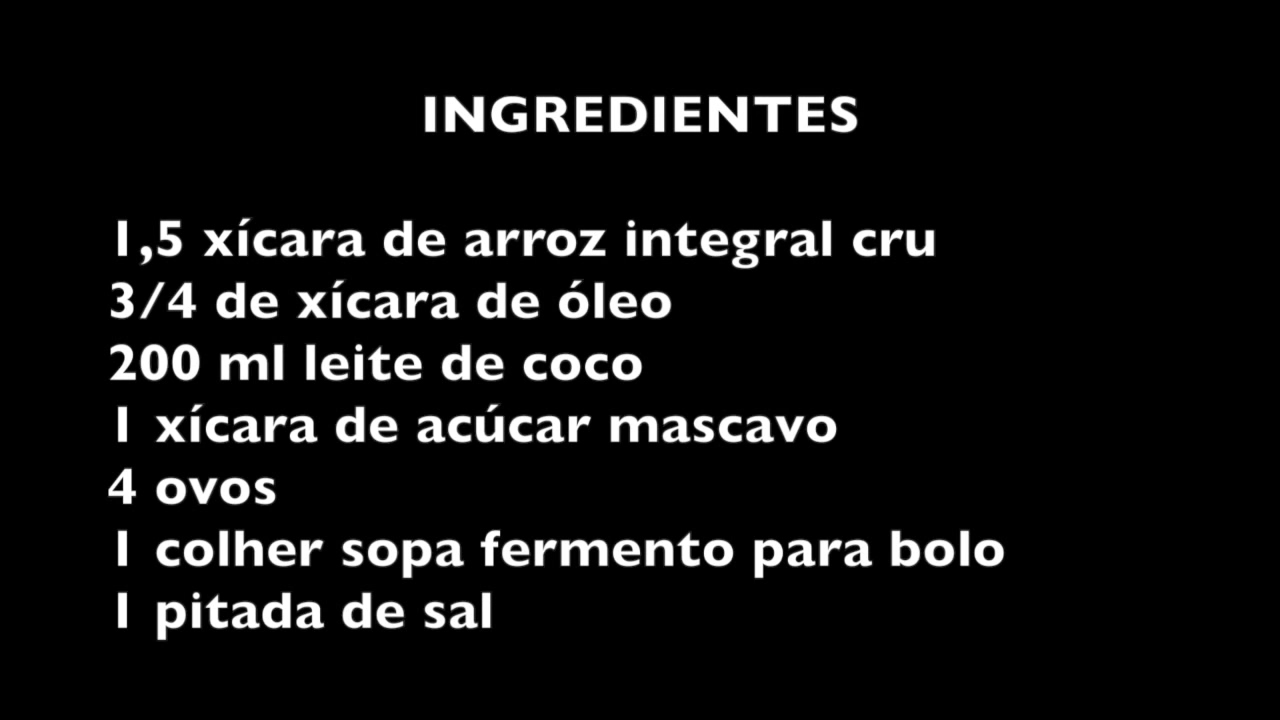 INGREDIENTES
1,5 xícara de arroz integral cru
3/4 de xícara de óleo
200 ml leite de coco
1 xícara de acúcar mascavo
4 ovos
1 colher sopa fermento para bolo
1 pitada de sal